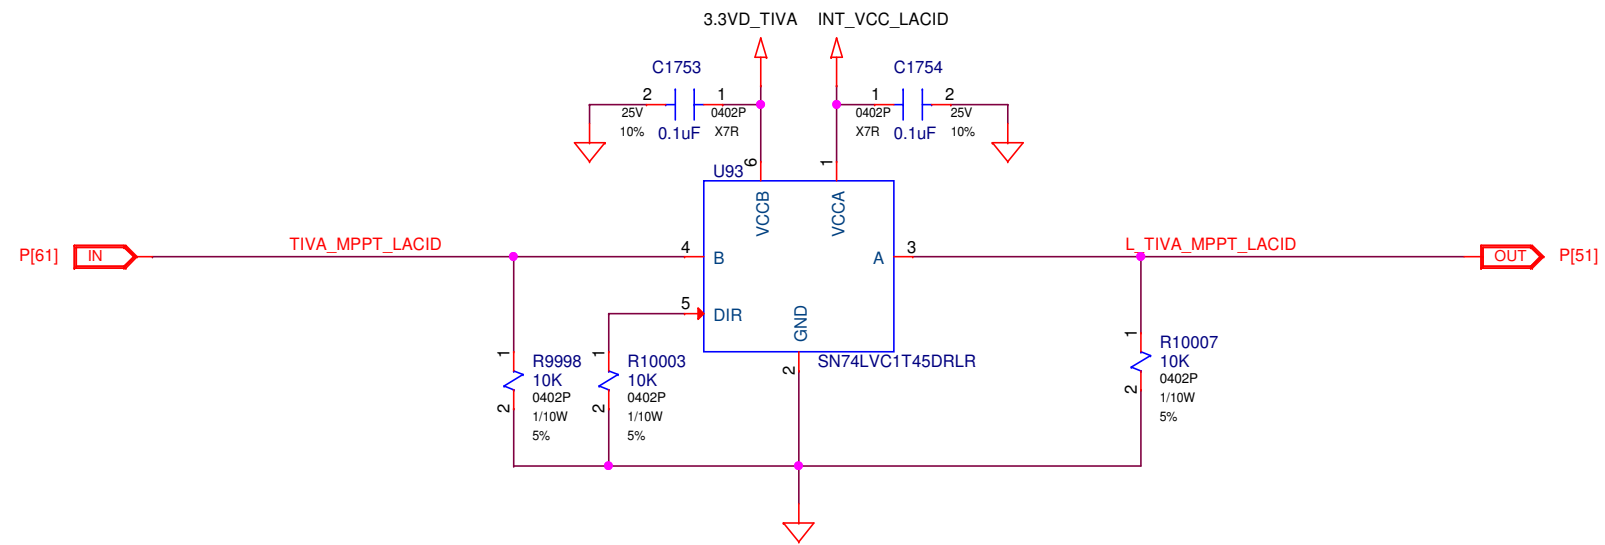 3.3VD_TIVA INT_VCC_LACID
C1753 C1754
2 1 1 2
25V 0402P 0402P 25V
10% 0.1uF X7R X7R 0.1uF 10%
U93 6 1
VCCB VCCA
P[61] IN TIVA_MPPT_LACID 4 B A 3 L_TIVA_MPPT_LACID OUT P[51]
5 DIR GND
2 SN74LVC1T45DRLR
1 R9998
10K
0402P
2 1/10W
5%
1 R10003
10K
0402P
2 1/10W
5%
1 R10007
10K
0402P
2 1/10W
5%